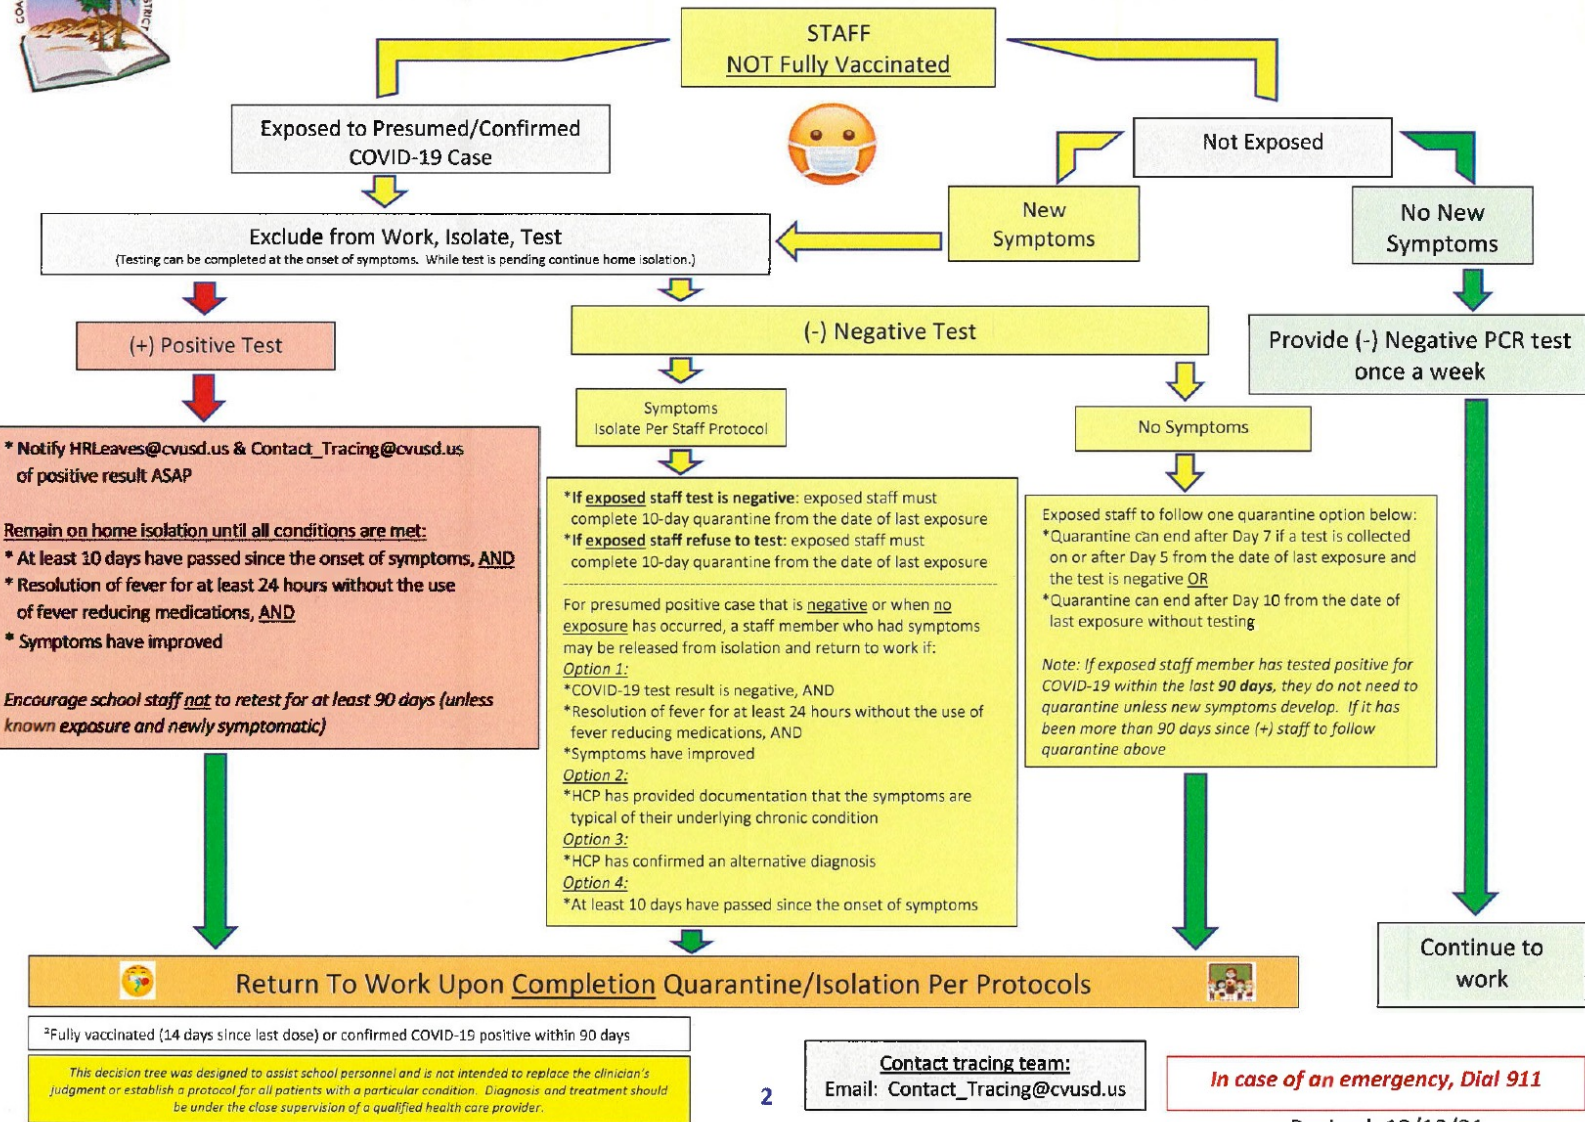 STAFF
NOT Fully Vaccinated
Exposed to Presumed/Confirmed
COVID-19 Case
Not Exposed
New
Symptoms
No New
Symptoms
Exclude from Work, Isolate, Test
(Testing can be completed at the onset of symptoms. While test is pending continue home isolation.)
(+) Positive Test
(-) Negative Test
Provide (-) Negative PCR test
once a week
Symptoms
Isolate Per Staff Protocol
No Symptoms
* Notify HRLeaves@cvusd.us & Contact_Tracing@cvusd.us
of positive result ASAP
Remain on home isolation until all conditions are met:
* At least 10 days have passed since the onset of symptoms, AND
* Resolution of fever for at least 24 hours without the use
of fever reducing medications, AND
* Symptoms have improved
Encourage school staff not to retest for at least 90 days (unless
known exposure and newly symptomatic)
*If exposed staff test is negative: exposed staff must
complete 10-day quarantine from the date of last exposure
*If exposed staff refuse to test: exposed staff must
complete 10-day quarantine from the date of last exposure
For presumed positive case that is negative or when no
exposure has occurred, a staff member who had symptoms
may be released from isolation and return to work if:
Option 1:
*COVID-19 test result is negative, AND
*Resolution of fever for at least 24 hours without the use of
fever reducing medications, AND
*Symptoms have improved
Option 2:
*HCP has provided documentation that the symptoms are
typical of their underlying chronic condition
Option 3:
*HCP has confirmed an alternative diagnosis
Option 4:
*At least 10 days have passed since the onset of symptoms
Exposed staff to follow one quarantine option below:
*Quarantine can end after Day 7 if a test is collected
on or after Day 5 from the date of last exposure and
the test is negative OR
*Quarantine can end after Day 10 from the date of
last exposure without testing
Note: If exposed staff member has tested positive for
COVID-19 within the last 90 days, they do not need to
quarantine unless new symptoms develop. If it has
been more than 90 days since (+) staff to follow
quarantine above
Continue to
work
Return To Work Upon Completion Quarantine/Isolation Per Protocols
²Fully vaccinated (14 days since last dose) or confirmed COVID-19 positive within 90 days
This decision tree was designed to assist school personnel and is not intended to replace the clinician's
judgment or establish a protocol for all patients with a particular condition. Diagnosis and treatment should
be under the close supervision of a qualified health care provider.
2
Contact tracing team:
Email: Contact_Tracing@cvusd.us
In case of an emergency, Dial 911